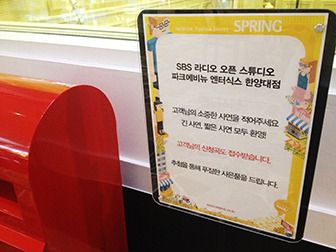 SPRING
SBS 라디오 오픈 스튜디오
파크에비뉴 엔터식스 한양대점
고객님의 소중한 사연을 적어주세요
긴 사연, 짧은 사연 모두 환영!
고객님의 신청곡도 접수받습니다.
추첨을 통해 푸짐한 사은품을 드립니다.